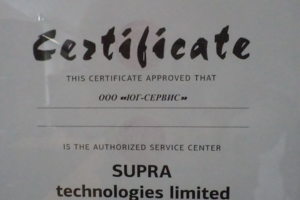 Certificate
THIS CERTIFICATE APPROVED THAT
ООО «ЮГ-СЕРВИС»
IS THE AUTHORIZED SERVICE CENTER
SUPRA
technologies limited